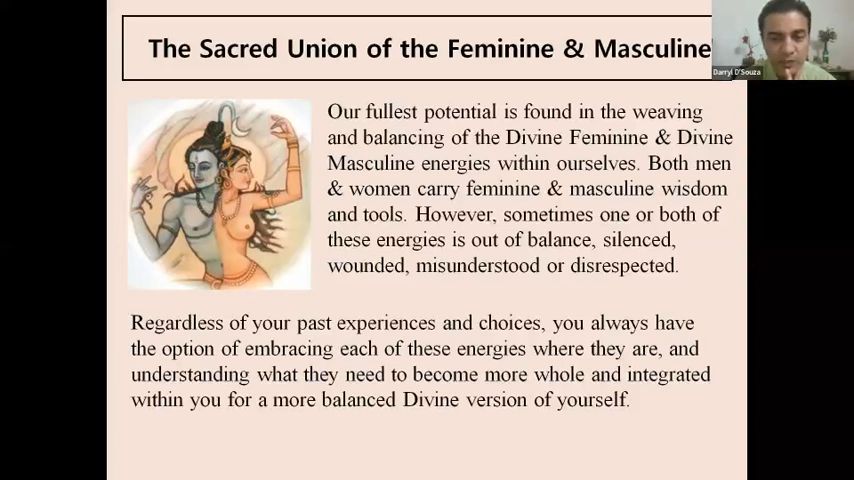 The Sacred Union of the Feminine & Masculine
Darryl D'Souza
Our fullest potential is found in the weaving
and balancing of the Divine Feminine & Divine
Masculine energies within ourselves. Both men
& women carry feminine & masculine wisdom
and tools. However, sometimes one or both of
these energies is out of balance, silenced,
wounded, misunderstood or disrespected.
Regardless of your past experiences and choices, you always have
the option of embracing each of these energies where they are, and
understanding what they need to become more whole and integrated
within you for a more balanced Divine version of yourself.